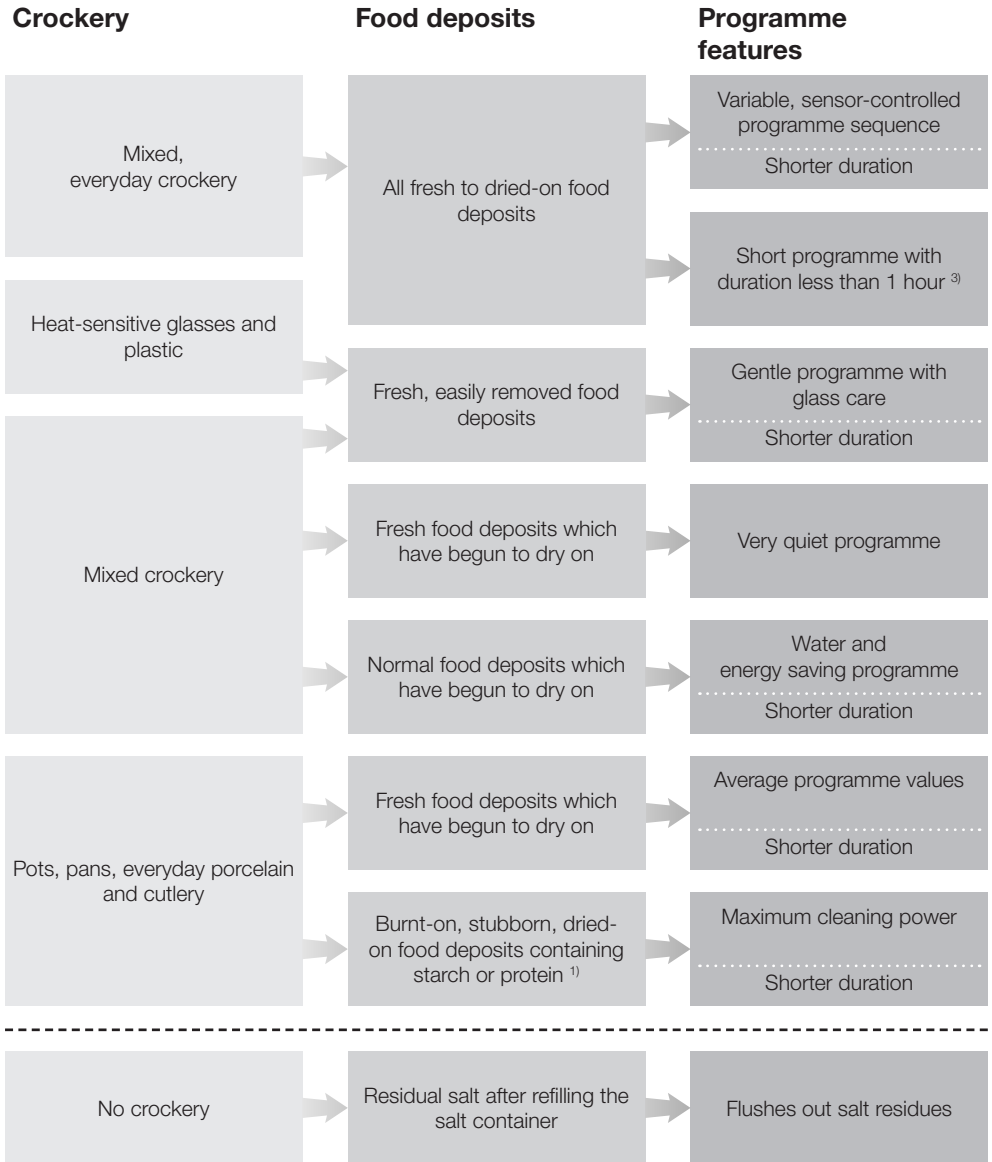 Crockery
Food deposits
Programme
features
Mixed,
everyday crockery
All fresh to dried-on food
deposits
Variable, sensor-controlled
programme sequence
Shorter duration
Short programme with
duration less than 1 hour 3)
Heat-sensitive glasses and
plastic
Fresh, easily removed food
deposits
Gentle programme with
glass care
Shorter duration
Mixed crockery
Fresh food deposits which
have begun to dry on
Very quiet programme
Normal food deposits which
have begun to dry on
Water and
energy saving programme
Shorter duration
Pots, pans, everyday porcelain
and cutlery
Fresh food deposits which
have begun to dry on
Average programme values
Shorter duration
Burnt-on, stubborn, dried-
on food deposits containing
starch or protein 1)
Maximum cleaning power
Shorter duration
No crockery
Residual salt after refilling the
salt container
Flushes out salt residues